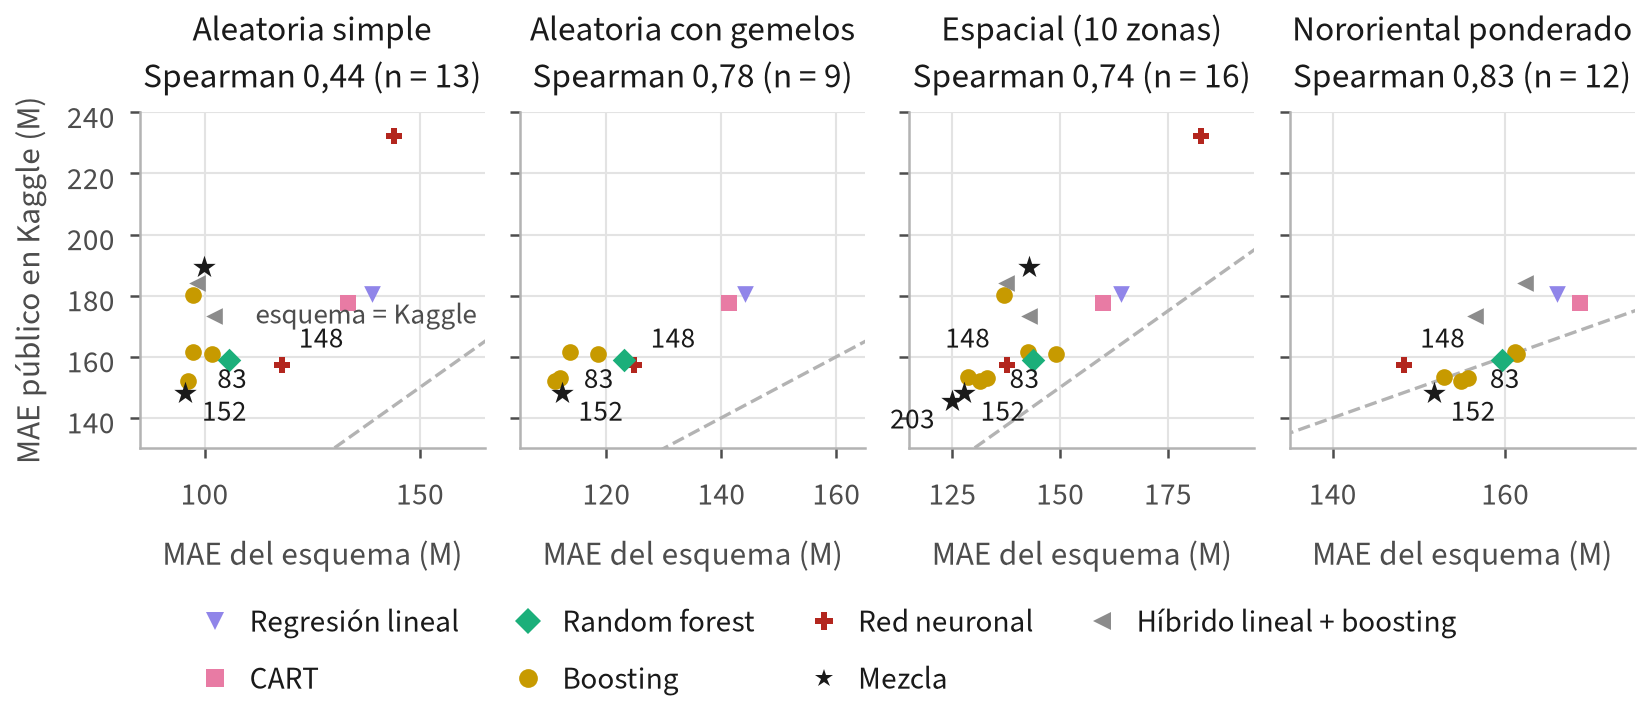 Aleatoria simple
Spearman 0,44 (n = 13)
Aleatoria con gemelos
Spearman 0,78 (n = 9)
Espacial (10 zonas)
Spearman 0,74 (n = 16)
Nororiental ponderado
Spearman 0,83 (n = 12)
MAE público en Kaggle (M)
240
220
200
180
160
140
esquema = Kaggle
148
83
152
148
83
152
148
83
152
203
148
83
152
100
150
120
140
160
125
150
175
140
160
MAE del esquema (M)
MAE del esquema (M)
MAE del esquema (M)
MAE del esquema (M)
Regresión lineal
Random forest
Red neuronal
Híbrido lineal + boosting
CART
Boosting
Mezcla